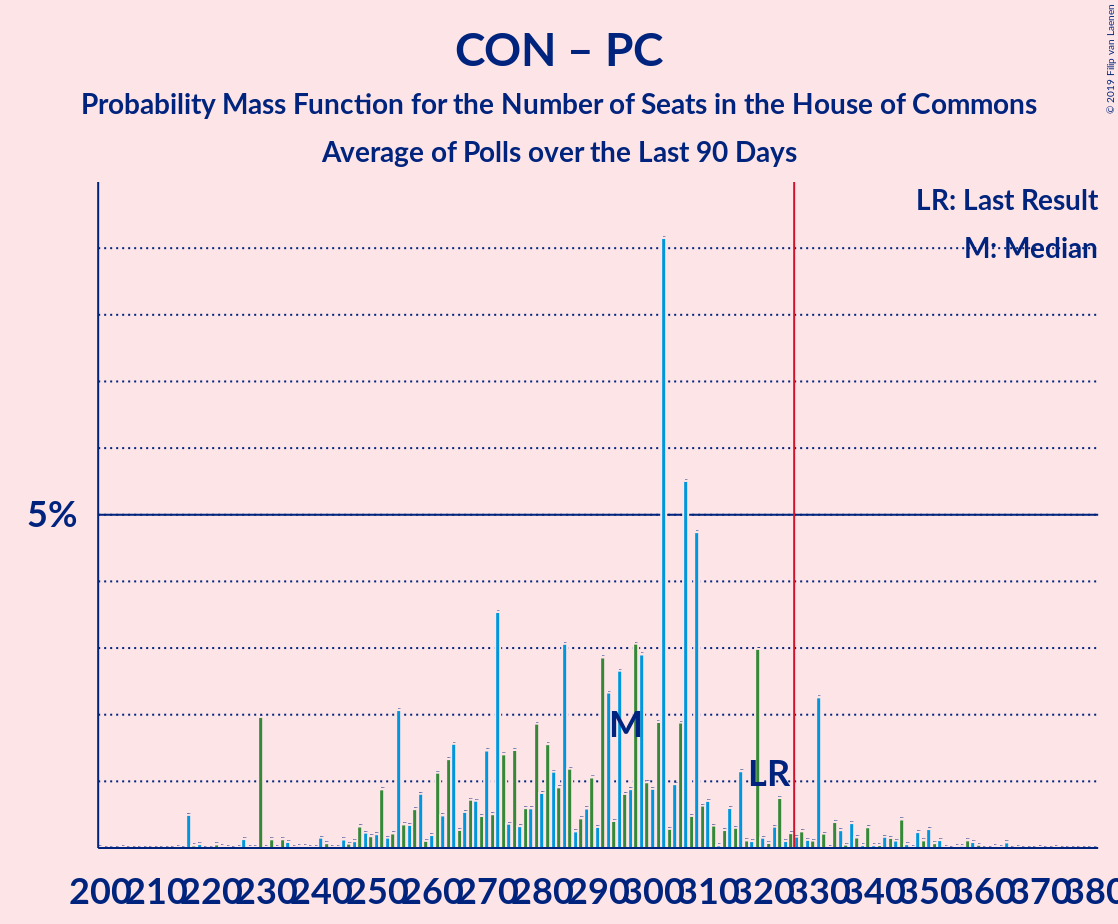 CON – PC
Probability Mass Function for the Number of Seats in the House of Commons
Average of Polls over the Last 90 Days
© 2019 Filip van Laenen
LR: Last Result
M: Median
5%
M
LR
200 210 220 230 240 250 260 270 280 290 300 310 320 330 340 350 360 370 380